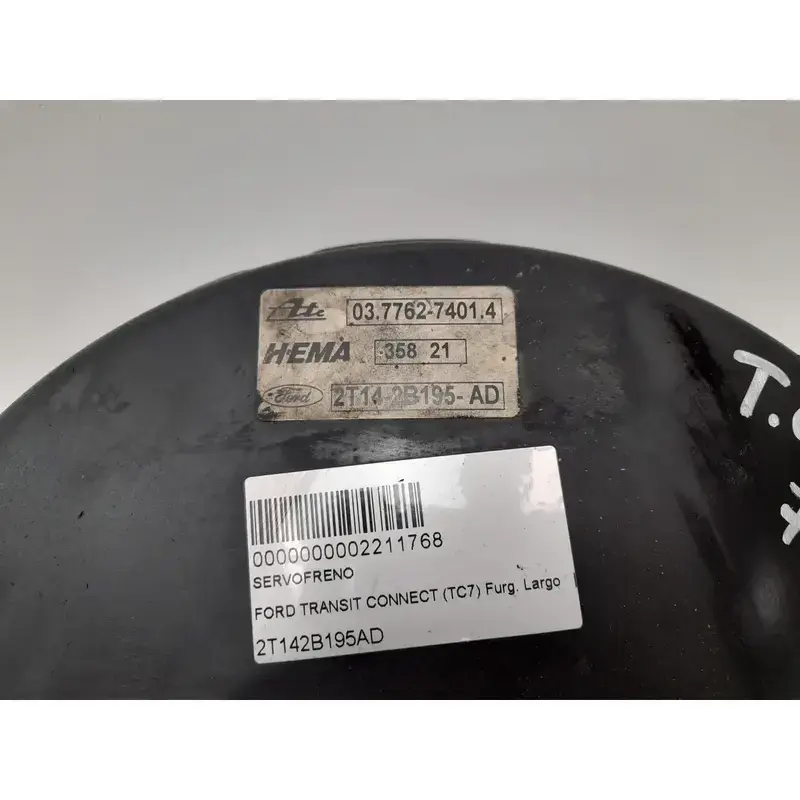 Ate 03.7762-7401.4
HEMA 358 21
Ford 2T14-2B195-AD
0000000002211768
SERVOFRENO
FORD TRANSIT CONNECT (TC7) Furg. Largo
2T142B195AD
T.